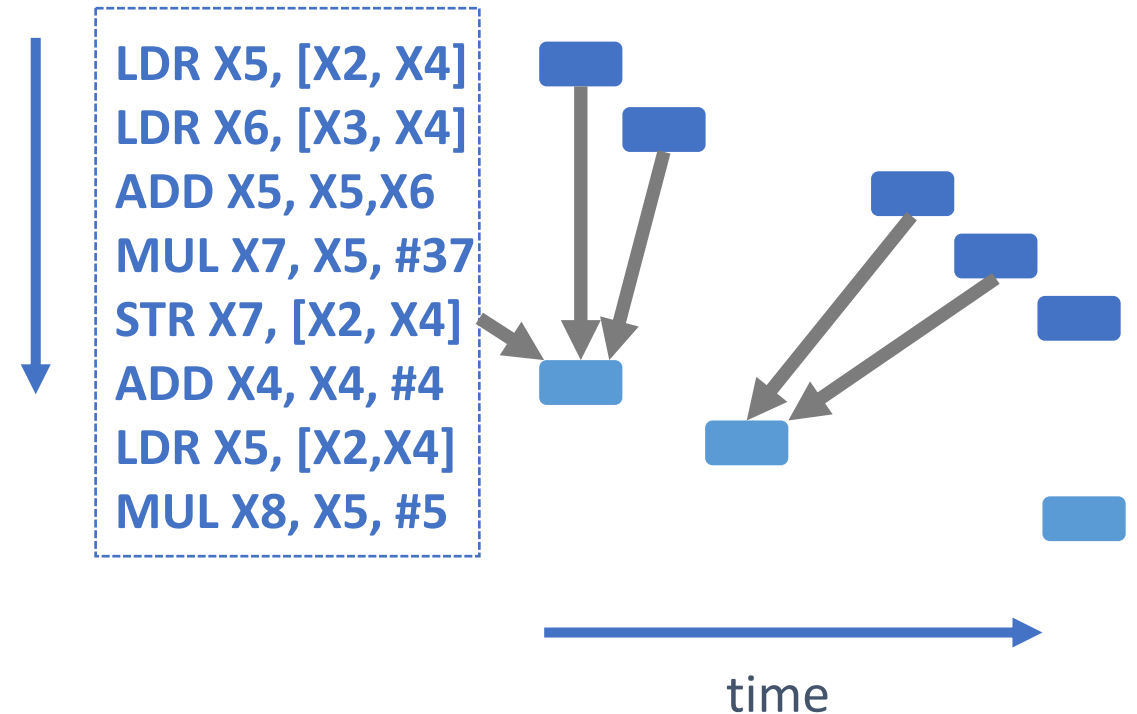 LDR X5, [X2, X4]
LDR X6, [X3, X4]
ADD X5, X5,X6
MUL X7, X5, #37
STR X7, [X2, X4]
ADD X4, X4, #4
LDR X5, [X2,X4]
MUL X8, X5, #5
time